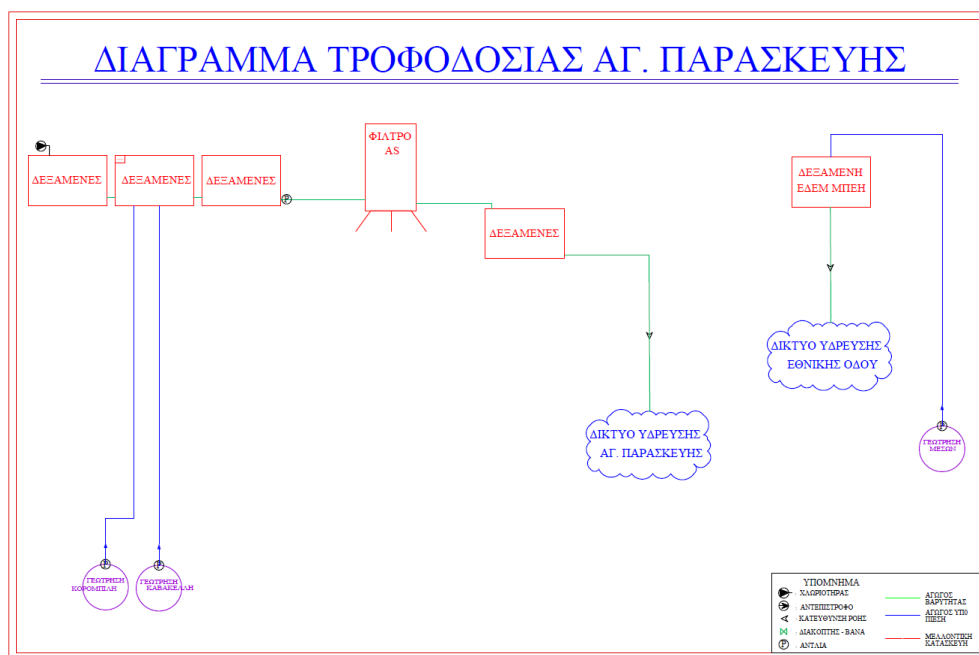 ΔΙΑΓΡΑΜΜΑ ΤΡΟΦΟΔΟΣΙΑΣ ΑΓ. ΠΑΡΑΣΚΕΥΗΣ
ΔΕΞΑΜΕΝΕΣ
ΔΕΞΑΜΕΝΕΣ
ΔΕΞΑΜΕΝΕΣ
P
ΦΙΛΤΡΟ
AS
ΔΕΞΑΜΕΝΕΣ
ΔΕΞΑΜΕΝΗ
ΕΔΕΜ ΜΠΕΗ
ΔΙΚΤΥΟ ΥΔΡΕΥΣΗΣ
ΕΘΝΙΚΗΣ ΟΔΟΥ
ΔΙΚΤΥΟ ΥΔΡΕΥΣΗΣ
ΑΓ. ΠΑΡΑΣΚΕΥΗΣ
P
ΓΕΩΤΡΗΣΗ
ΜΕΣΩΝ
P
ΓΕΩΤΡΗΣΗ
ΚΟΡΟΜΠΙΛΗ
P
ΓΕΩΤΡΗΣΗ
ΚΑΒΑΚΕΛΛΗ
ΥΠΟΜΝΗΜΑ
: ΧΛΩΡΙΟΤΗΡΑΣ
: ΑΝΤΕΠΙΣΤΡΟΦΟ
: ΚΑΤΕΥΘΥΝΣΗ ΡΟΗΣ
: ΔΙΑΚΟΠΤΗΣ - ΒΑΝΑ
P : ΑΝΤΛΙΑ
ΑΓΩΓΟΣ
ΒΑΡΥΤΗΤΑΣ
ΑΓΩΓΟΣ ΥΠΟ
ΠΙΕΣΗ
ΜΕΛΛΟΝΤΙΚΗ
ΚΑΤΑΣΚΕΥΗ